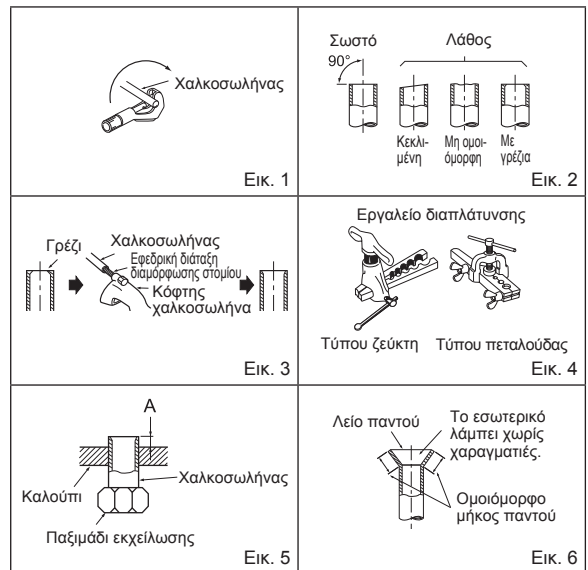 Χαλκοσωλήνας
Εικ. 1
Σωστό
Λάθος
90°
Κεκλι-
μένη
Μη ομοι-
όμορφη
Με
γρέζια
Εικ. 2
Γρέζι
Χαλκοσωλήνας
Εφεδρική διάταξη
διαμόρφωσης στομίου
Κόφτης
χαλκοσωλήνα
Εικ. 3
Εργαλείο διαπλάτυνσης
Τύπου ζεύκτη
Τύπου πεταλούδας
Εικ. 4
A
Χαλκοσωλήνας
Καλούπι
Παξιμάδι εκχείλωσης
Εικ. 5
Λείο παντού
Το εσωτερικό
λάμπει χωρίς
χαραγματιές.
Ομοιόμορφο
μήκος παντού
Εικ. 6